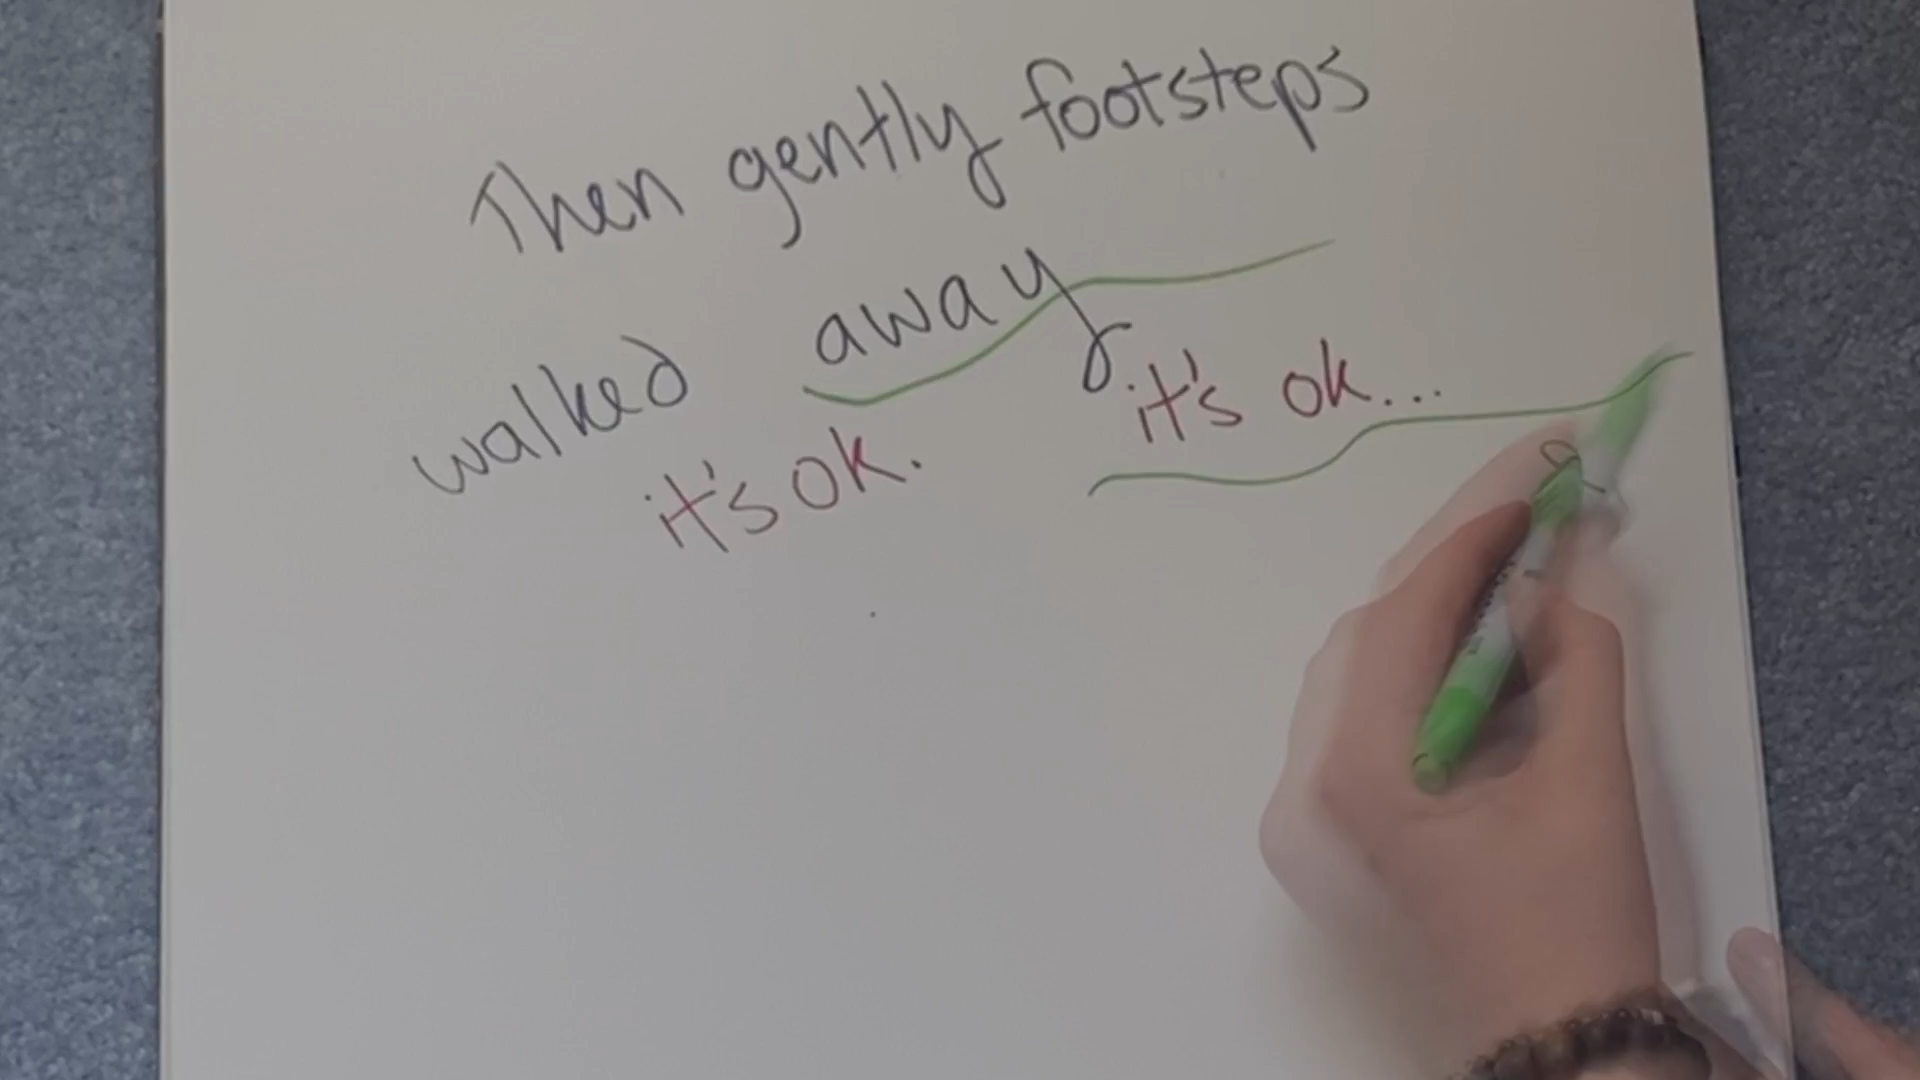 Then gently footsteps
walked away.
it's ok...
it's ok.